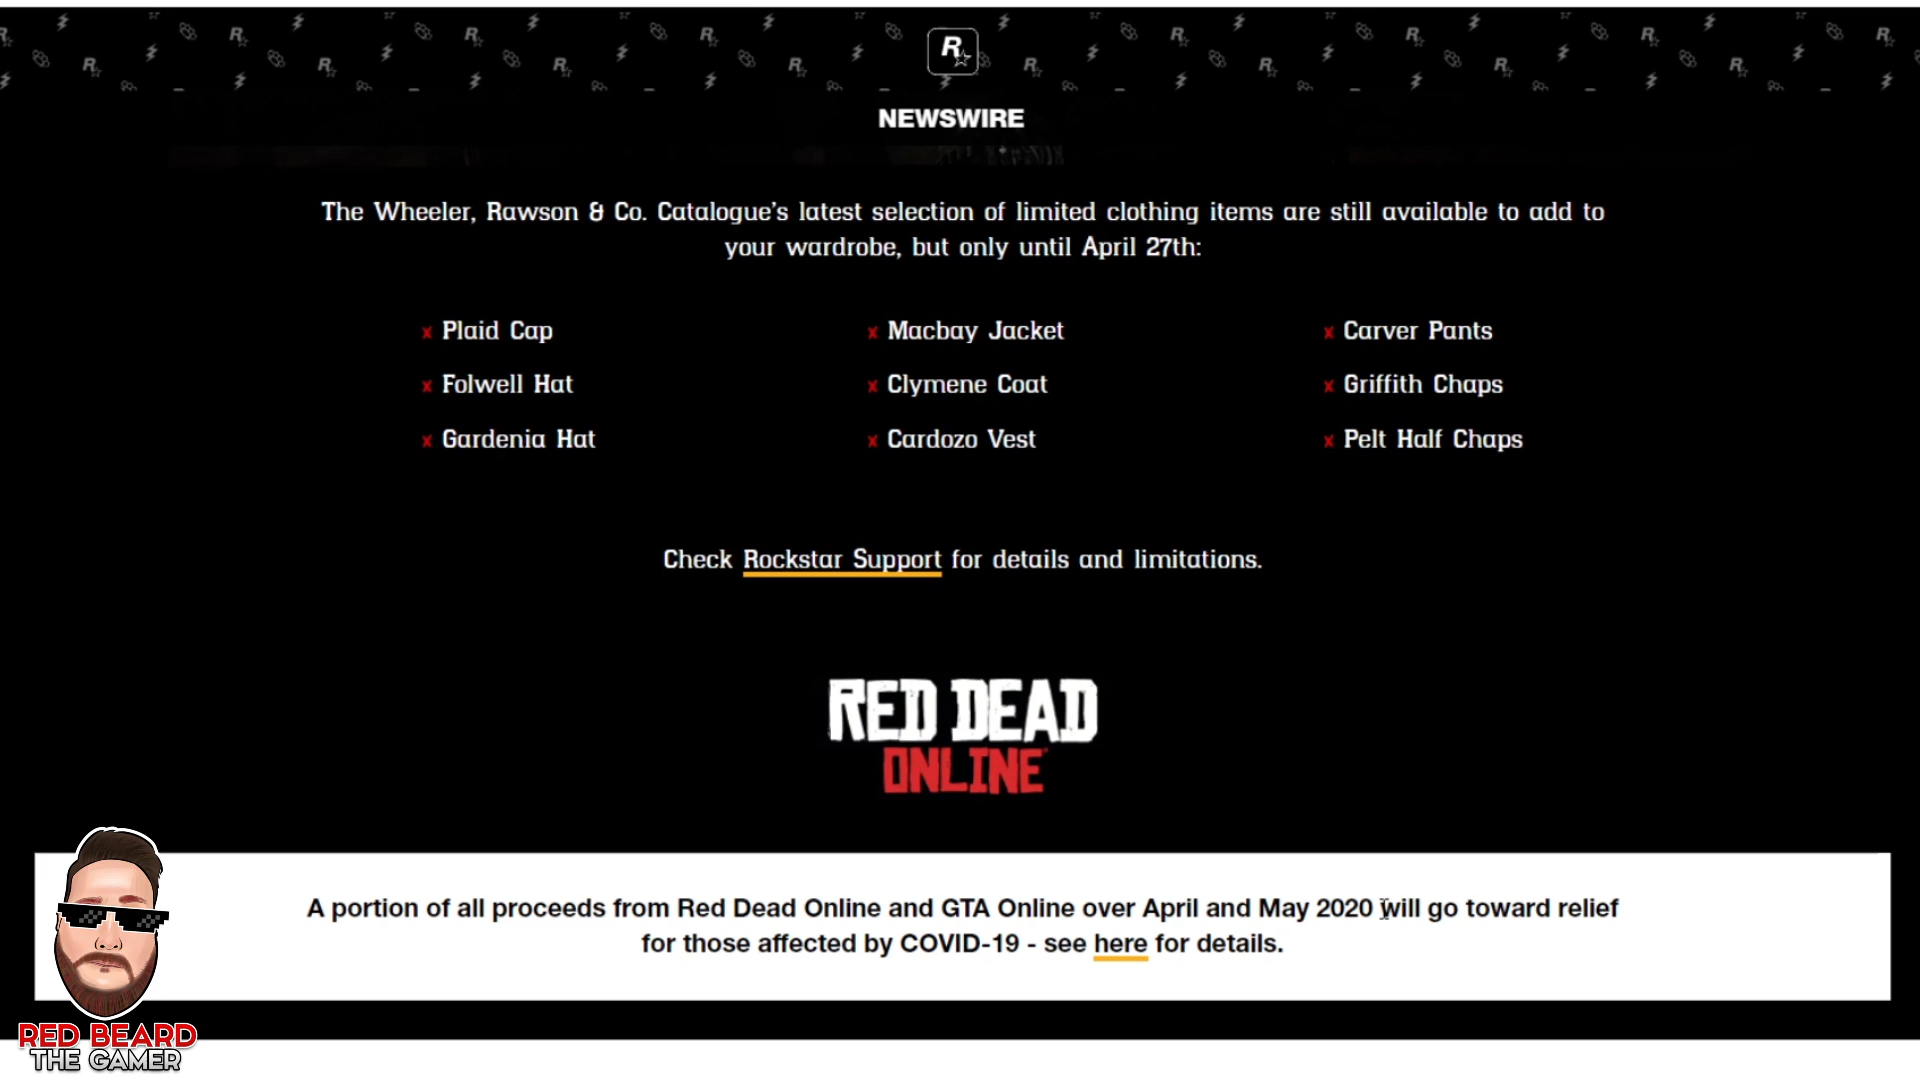 R
NEWSWIRE
The Wheeler, Rawson & Co. Catalogue's latest selection of limited clothing items are still available to add to
your wardrobe, but only until April 27th:
x Plaid Cap
x Folwell Hat
x Gardenia Hat
x Macbay Jacket
x Clymene Coat
x Cardozo Vest
x Carver Pants
x Griffith Chaps
x Pelt Half Chaps
Check Rockstar Support for details and limitations.
RED DEAD
ONLINE
A portion of all proceeds from Red Dead Online and GTA Online over April and May 2020 will go toward relief
for those affected by COVID-19 - see here for details.
RED BEARD
THE GAMER